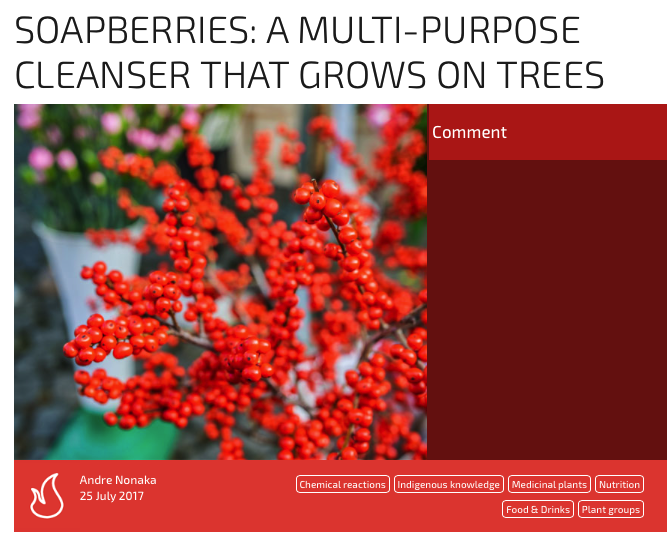 SOAPBERRIES: A MULTI-PURPOSE
CLEANSER THAT GROWS ON TREES
Comment
Andre Nonaka
25 July 2017
Chemical reactions
Indigenous knowledge
Medicinal plants
Nutrition
Food & Drinks
Plant groups